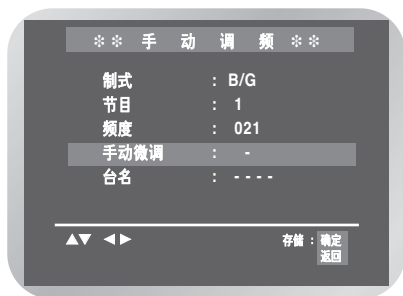 ❊❊ 手 动 调 频 ❊❊
制式 : B/G
节目 : 1
频度 : 021
手动微调 : -
台名 : - - - -
▲▼ ◀▶ 存储 : 确定
返回